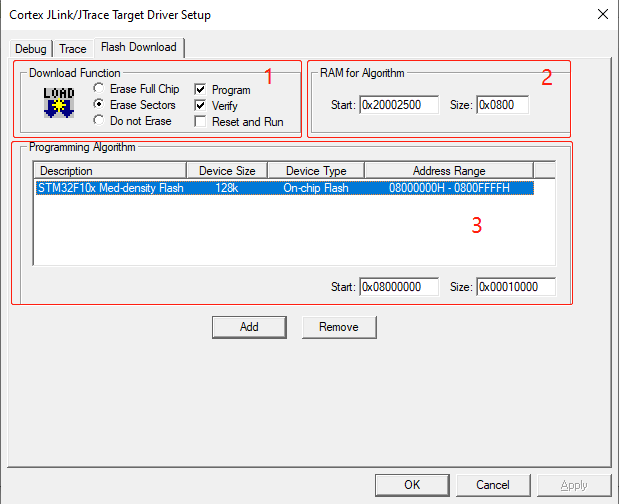 Cortex JLink/JTrace Target Driver Setup
Debug Trace Flash Download
Download Function
1
LOAD
Erase Full Chip
Program
Erase Sectors
Verify
Do not Erase
Reset and Run
RAM for Algorithm
2
Start: 0x20002500 Size: 0x0800
Programming Algorithm
Description Device Size Device Type Address Range
STM32F10x Med-density Flash 128k On-chip Flash 08000000H - 0800FFFFH
3
Start: 0x08000000 Size: 0x00010000
Add Remove
OK Cancel Apply